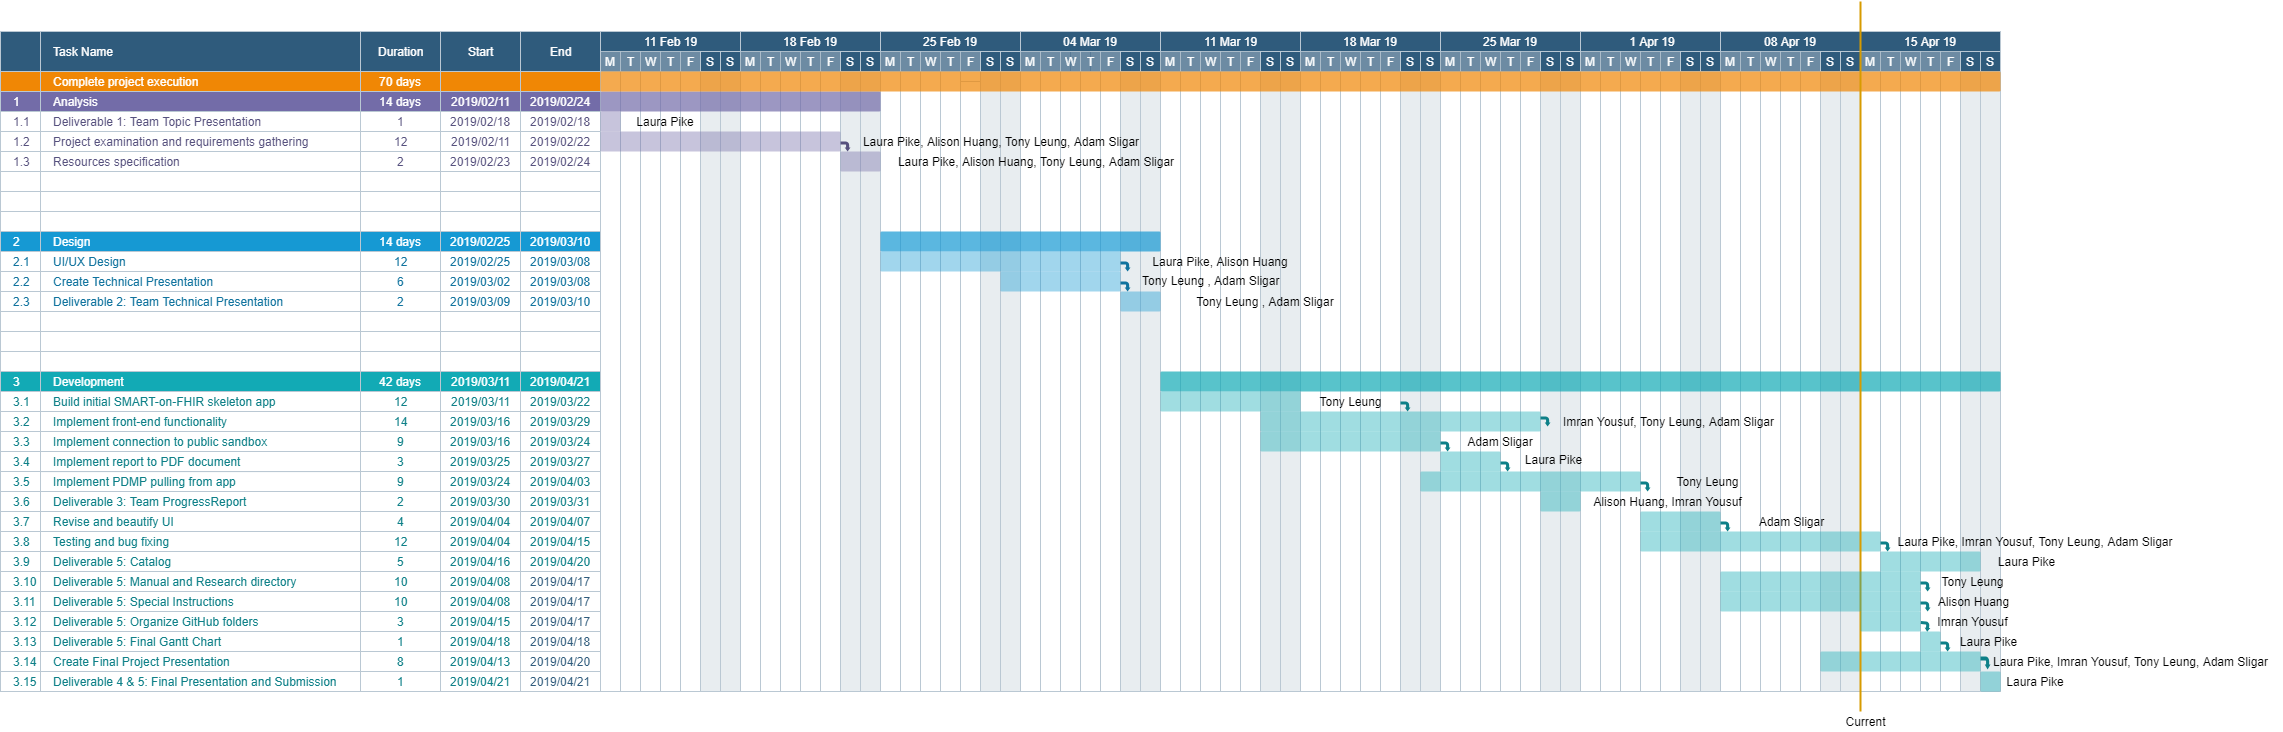 11 Feb 19 18 Feb 19 25 Feb 19 04 Mar 19 11 Mar 19 18 Mar 19 25 Mar 19 1 Apr 19 08 Apr 19 15 Apr 19
Task Name Duration Start End
M T W T F S S M T W T F S S M T W T F S S M T W T F S S M T W T F S S M T W T F S S M T W T F S S M T W T F S S M T W T F S S M T W T F S S
Complete project execution 70 days
1 Analysis 14 days 2019/02/11 2019/02/24
1.1 Deliverable 1: Team Topic Presentation 1 2019/02/18 2019/02/18 Laura Pike
1.2 Project examination and requirements gathering 12 2019/02/11 2019/02/22 Laura Pike, Alison Huang, Tony Leung, Adam Sligar
1.3 Resources specification 2 2019/02/23 2019/02/24 Laura Pike, Alison Huang, Tony Leung, Adam Sligar
2 Design 14 days 2019/02/25 2019/03/10
2.1 UI/UX Design 12 2019/02/25 2019/03/08 Laura Pike, Alison Huang
2.2 Create Technical Presentation 6 2019/03/02 2019/03/08 Tony Leung , Adam Sligar
2.3 Deliverable 2: Team Technical Presentation 2 2019/03/09 2019/03/10 Tony Leung , Adam Sligar
3 Development 42 days 2019/03/11 2019/04/21
3.1 Build initial SMART-on-FHIR skeleton app 12 2019/03/11 2019/03/22 Tony Leung
3.2 Implement front-end functionality 14 2019/03/16 2019/03/29 Imran Yousuf, Tony Leung, Adam Sligar
3.3 Implement connection to public sandbox 9 2019/03/16 2019/03/24 Adam Sligar
3.4 Implement report to PDF document 3 2019/03/25 2019/03/27 Laura Pike
3.5 Implement PDMP pulling from app 9 2019/03/24 2019/04/03 Tony Leung
3.6 Deliverable 3: Team ProgressReport 2 2019/03/30 2019/03/31 Alison Huang, Imran Yousuf
3.7 Revise and beautify UI 4 2019/04/04 2019/04/07 Adam Sligar
3.8 Testing and bug fixing 12 2019/04/04 2019/04/15 Laura Pike, Imran Yousuf, Tony Leung, Adam Sligar
3.9 Deliverable 5: Catalog 5 2019/04/16 2019/04/20 Laura Pike
3.10 Deliverable 5: Manual and Research directory 10 2019/04/08 2019/04/17 Tony Leung
3.11 Deliverable 5: Special Instructions 10 2019/04/08 2019/04/17 Alison Huang
3.12 Deliverable 5: Organize GitHub folders 3 2019/04/15 2019/04/17 Imran Yousuf
3.13 Deliverable 5: Final Gantt Chart 1 2019/04/18 2019/04/18 Laura Pike
3.14 Create Final Project Presentation 8 2019/04/13 2019/04/20 Laura Pike, Imran Yousuf, Tony Leung, Adam Sligar
3.15 Deliverable 4 & 5: Final Presentation and Submission 1 2019/04/21 2019/04/21 Laura Pike
Current